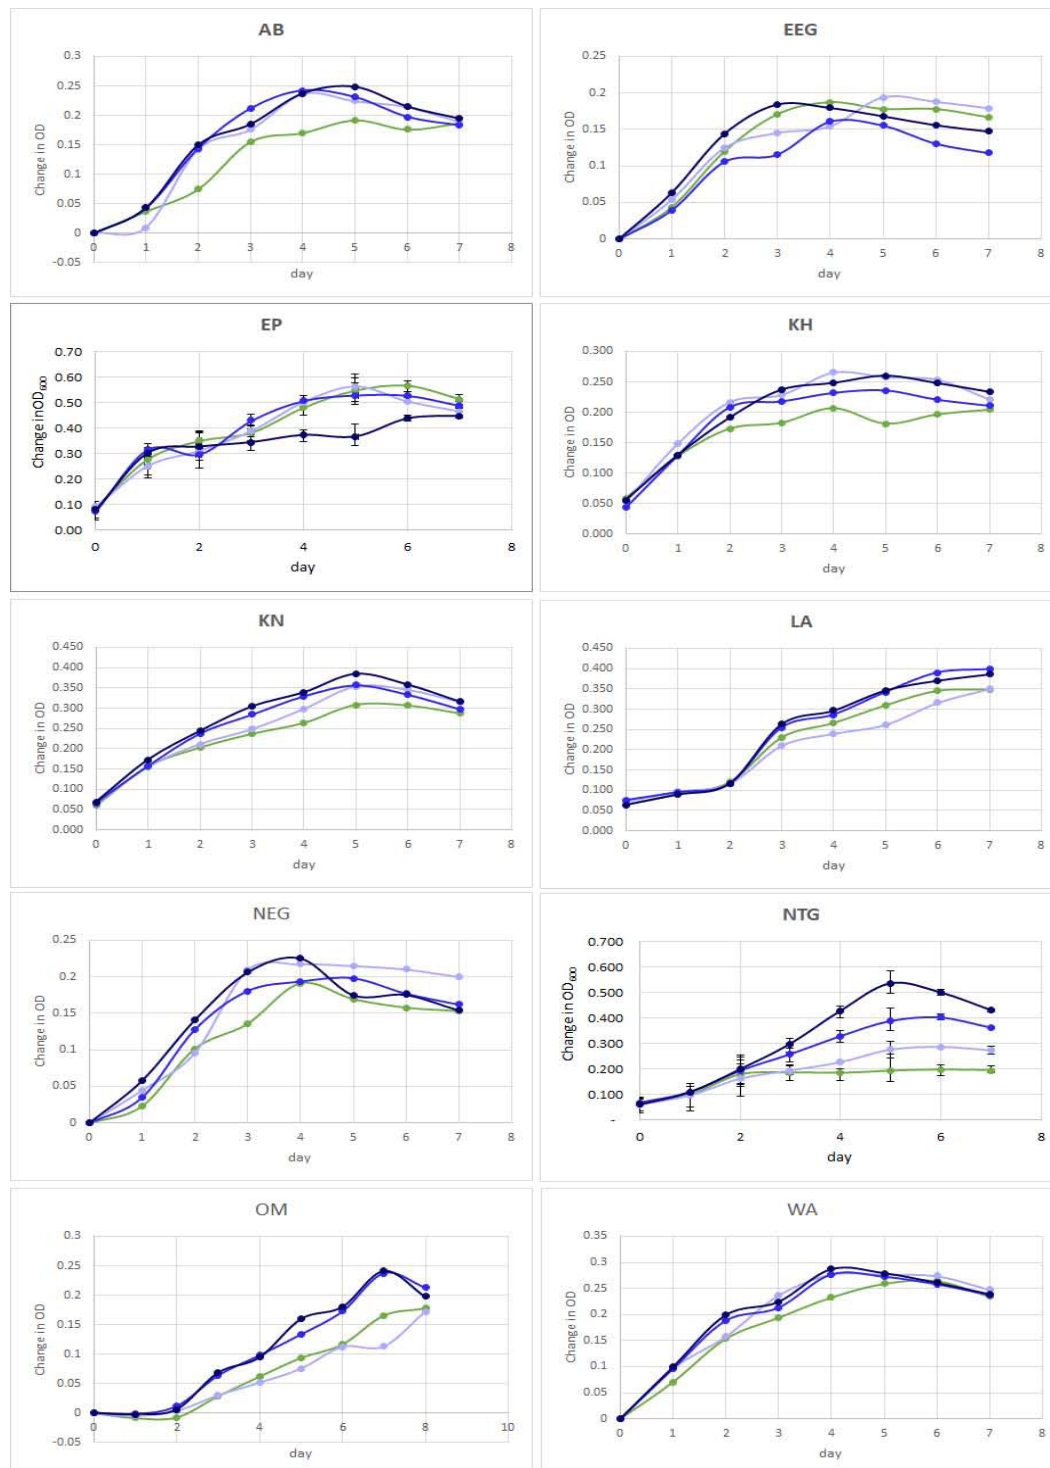 AB
Change in OD
0.3
0.25
0.2
0.15
0.1
0.05
0
-0.05
0 1 2 3 4 5 6 7 8
day
EEG
Change in OD
0.25
0.2
0.15
0.1
0.05
0
0 1 2 3 4 5 6 7 8
day
EP
Change in OD600
0.70
0.60
0.50
0.40
0.30
0.20
0.10
0.00
0 2 4 6 8
day
KH
Change in OD
0.300
0.250
0.200
0.150
0.100
0.050
0.000
0 1 2 3 4 5 6 7 8
day
KN
Change in OD
0.450
0.400
0.350
0.300
0.250
0.200
0.150
0.100
0.050
0.000
0 1 2 3 4 5 6 7 8
day
LA
Change in OD
0.450
0.400
0.350
0.300
0.250
0.200
0.150
0.100
0.050
0.000
0 1 2 3 4 5 6 7 8
day
NEG
Change in OD
0.25
0.2
0.15
0.1
0.05
0
0 1 2 3 4 5 6 7 8
day
NTG
Change in OD600
0.700
0.600
0.500
0.400
0.300
0.200
0.100
-
0 2 4 6 8
day
OM
Change in OD
0.3
0.25
0.2
0.15
0.1
0.05
0
-0.05
0 2 4 6 8 10
day
WA
Change in OD
0.35
0.3
0.25
0.2
0.15
0.1
0.05
0
0 1 2 3 4 5 6 7 8
day